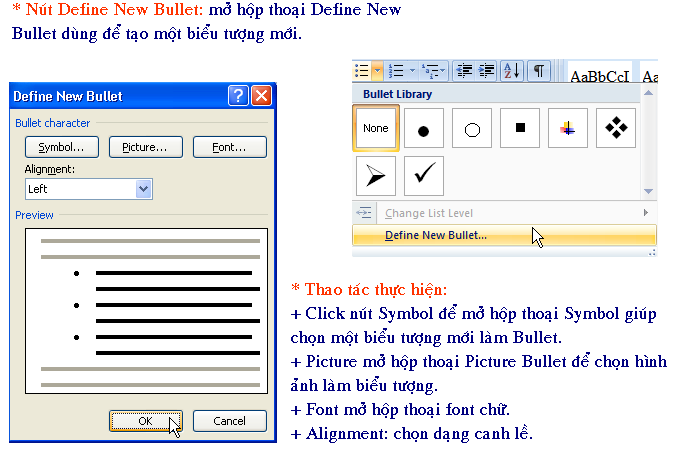 * Nút Define New Bullet: mở hộp thoại Define New
Bullet dùng để tạo một biểu tượng mới.
Define New Bullet
Bullet character
Symbol...
Picture...
Font...
Alignment:
Left
Preview
OK
Cancel
AaBbCcI
Aa
Bullet Library
None
Change List Level
Define New Bullet...
* Thao tác thực hiện:
+ Click nút Symbol để mở hộp thoại Symbol giúp
chọn một biểu tượng mới làm Bullet.
+ Picture mở hộp thoại Picture Bullet để chọn hình
ảnh làm biểu tượng.
+ Font mở hộp thoại font chữ.
+ Alignment: chọn dạng canh lề.